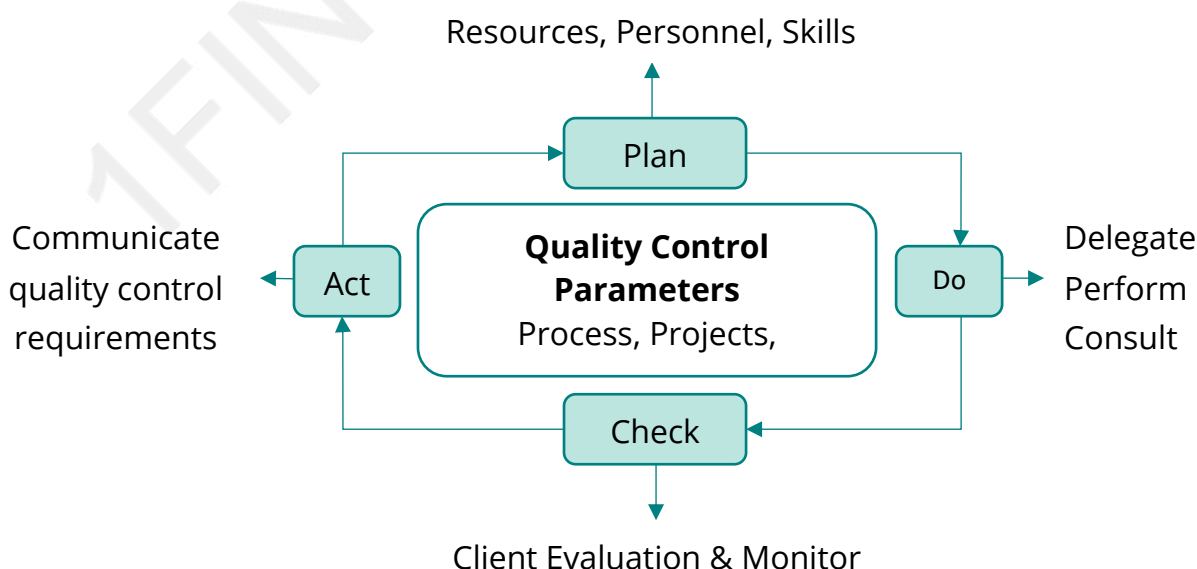 1FIN
Resources, Personnel, Skills
Plan
Communicate
quality control
requirements
Act
Quality Control
Parameters
Process, Projects,
Do
Delegate
Perform
Consult
Check
Client Evaluation & Monitor